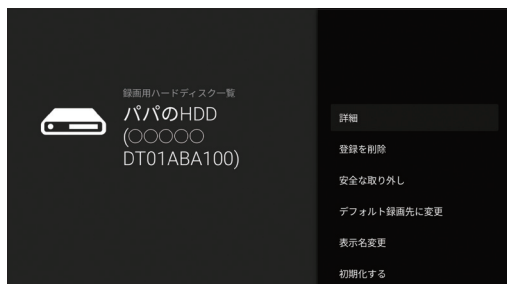 録画用ハードディスク一覧
パパのHDD
(○○○○○
DT01ABA100)
詳細
登録を削除
安全な取り外し
デフォルト録画先に変更
表示名変更
初期化する